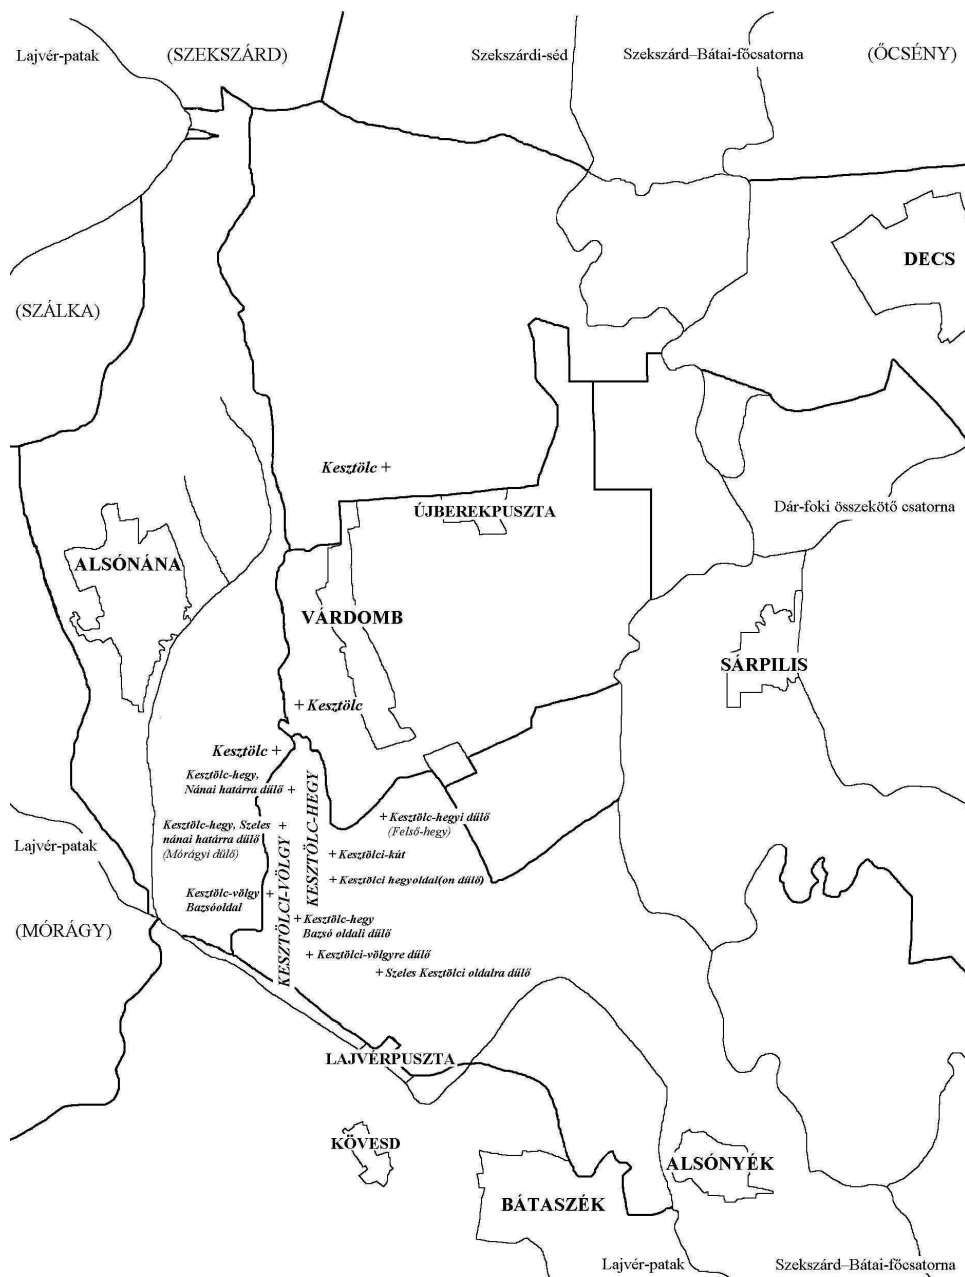 Lajvér-patak
(SZEKSZÁRD)
Szekszárdi-séd
Szekszárd–Bátai-főcsatorna
(ŐCSÉNY)
DECS
(SZÁLKA)
Kesztölc +
ÚJBEREKPUSZTA
Dár-foki összekötő csatorna
ALSÓNÁNA
VÁRDOMB
SÁRPILIS
+ Kesztölc
Kesztölc +
Kesztölc-hegy,
Nánai határra dűlő +
KESZTÖLC-HEGY
+ Kesztölc-hegyi dűlő
(Felső-hegy)
Kesztölc-hegy, Szeles +
nánai határra dűlő
(Mórágyi dűlő)
Lajvér-patak
+ Kesztölci-kút
+ Kesztölci hegyoldal(on dűlő)
KESZTÖLCI-VÖLGY
Kesztölc-völgy +
Bazsóoldal
(MÓRÁGY)
+ Kesztölc-hegy
Bazsó oldali dűlő
+ Kesztölci-völgyre dűlő
+ Szeles Kesztölci oldalra dűlő
LAJVÉRPUSZTA
KÖVESD
ALSÓNYÉK
BÁTASZÉK
Lajvér-patak
Szekszárd–Bátai-főcsatorna